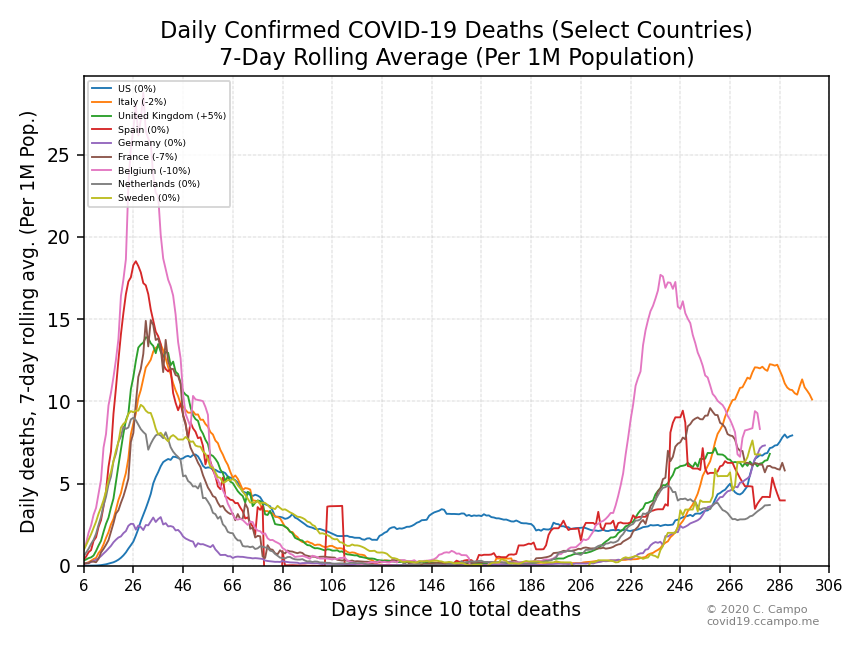 Daily Confirmed COVID-19 Deaths (Select Countries)
7-Day Rolling Average (Per 1M Population)
Daily deaths, 7-day rolling avg. (Per 1M Pop.)
US (0%)
Italy (-2%)
United Kingdom (+5%)
Spain (0%)
Germany (0%)
France (-7%)
Belgium (-10%)
Netherlands (0%)
Sweden (0%)
25
20
15
10
5
0
6 26 46 66 86 106 126 146 166 186 206 226 246 266 286 306
Days since 10 total deaths
© 2020 C. Campo
covid19.ccampo.me